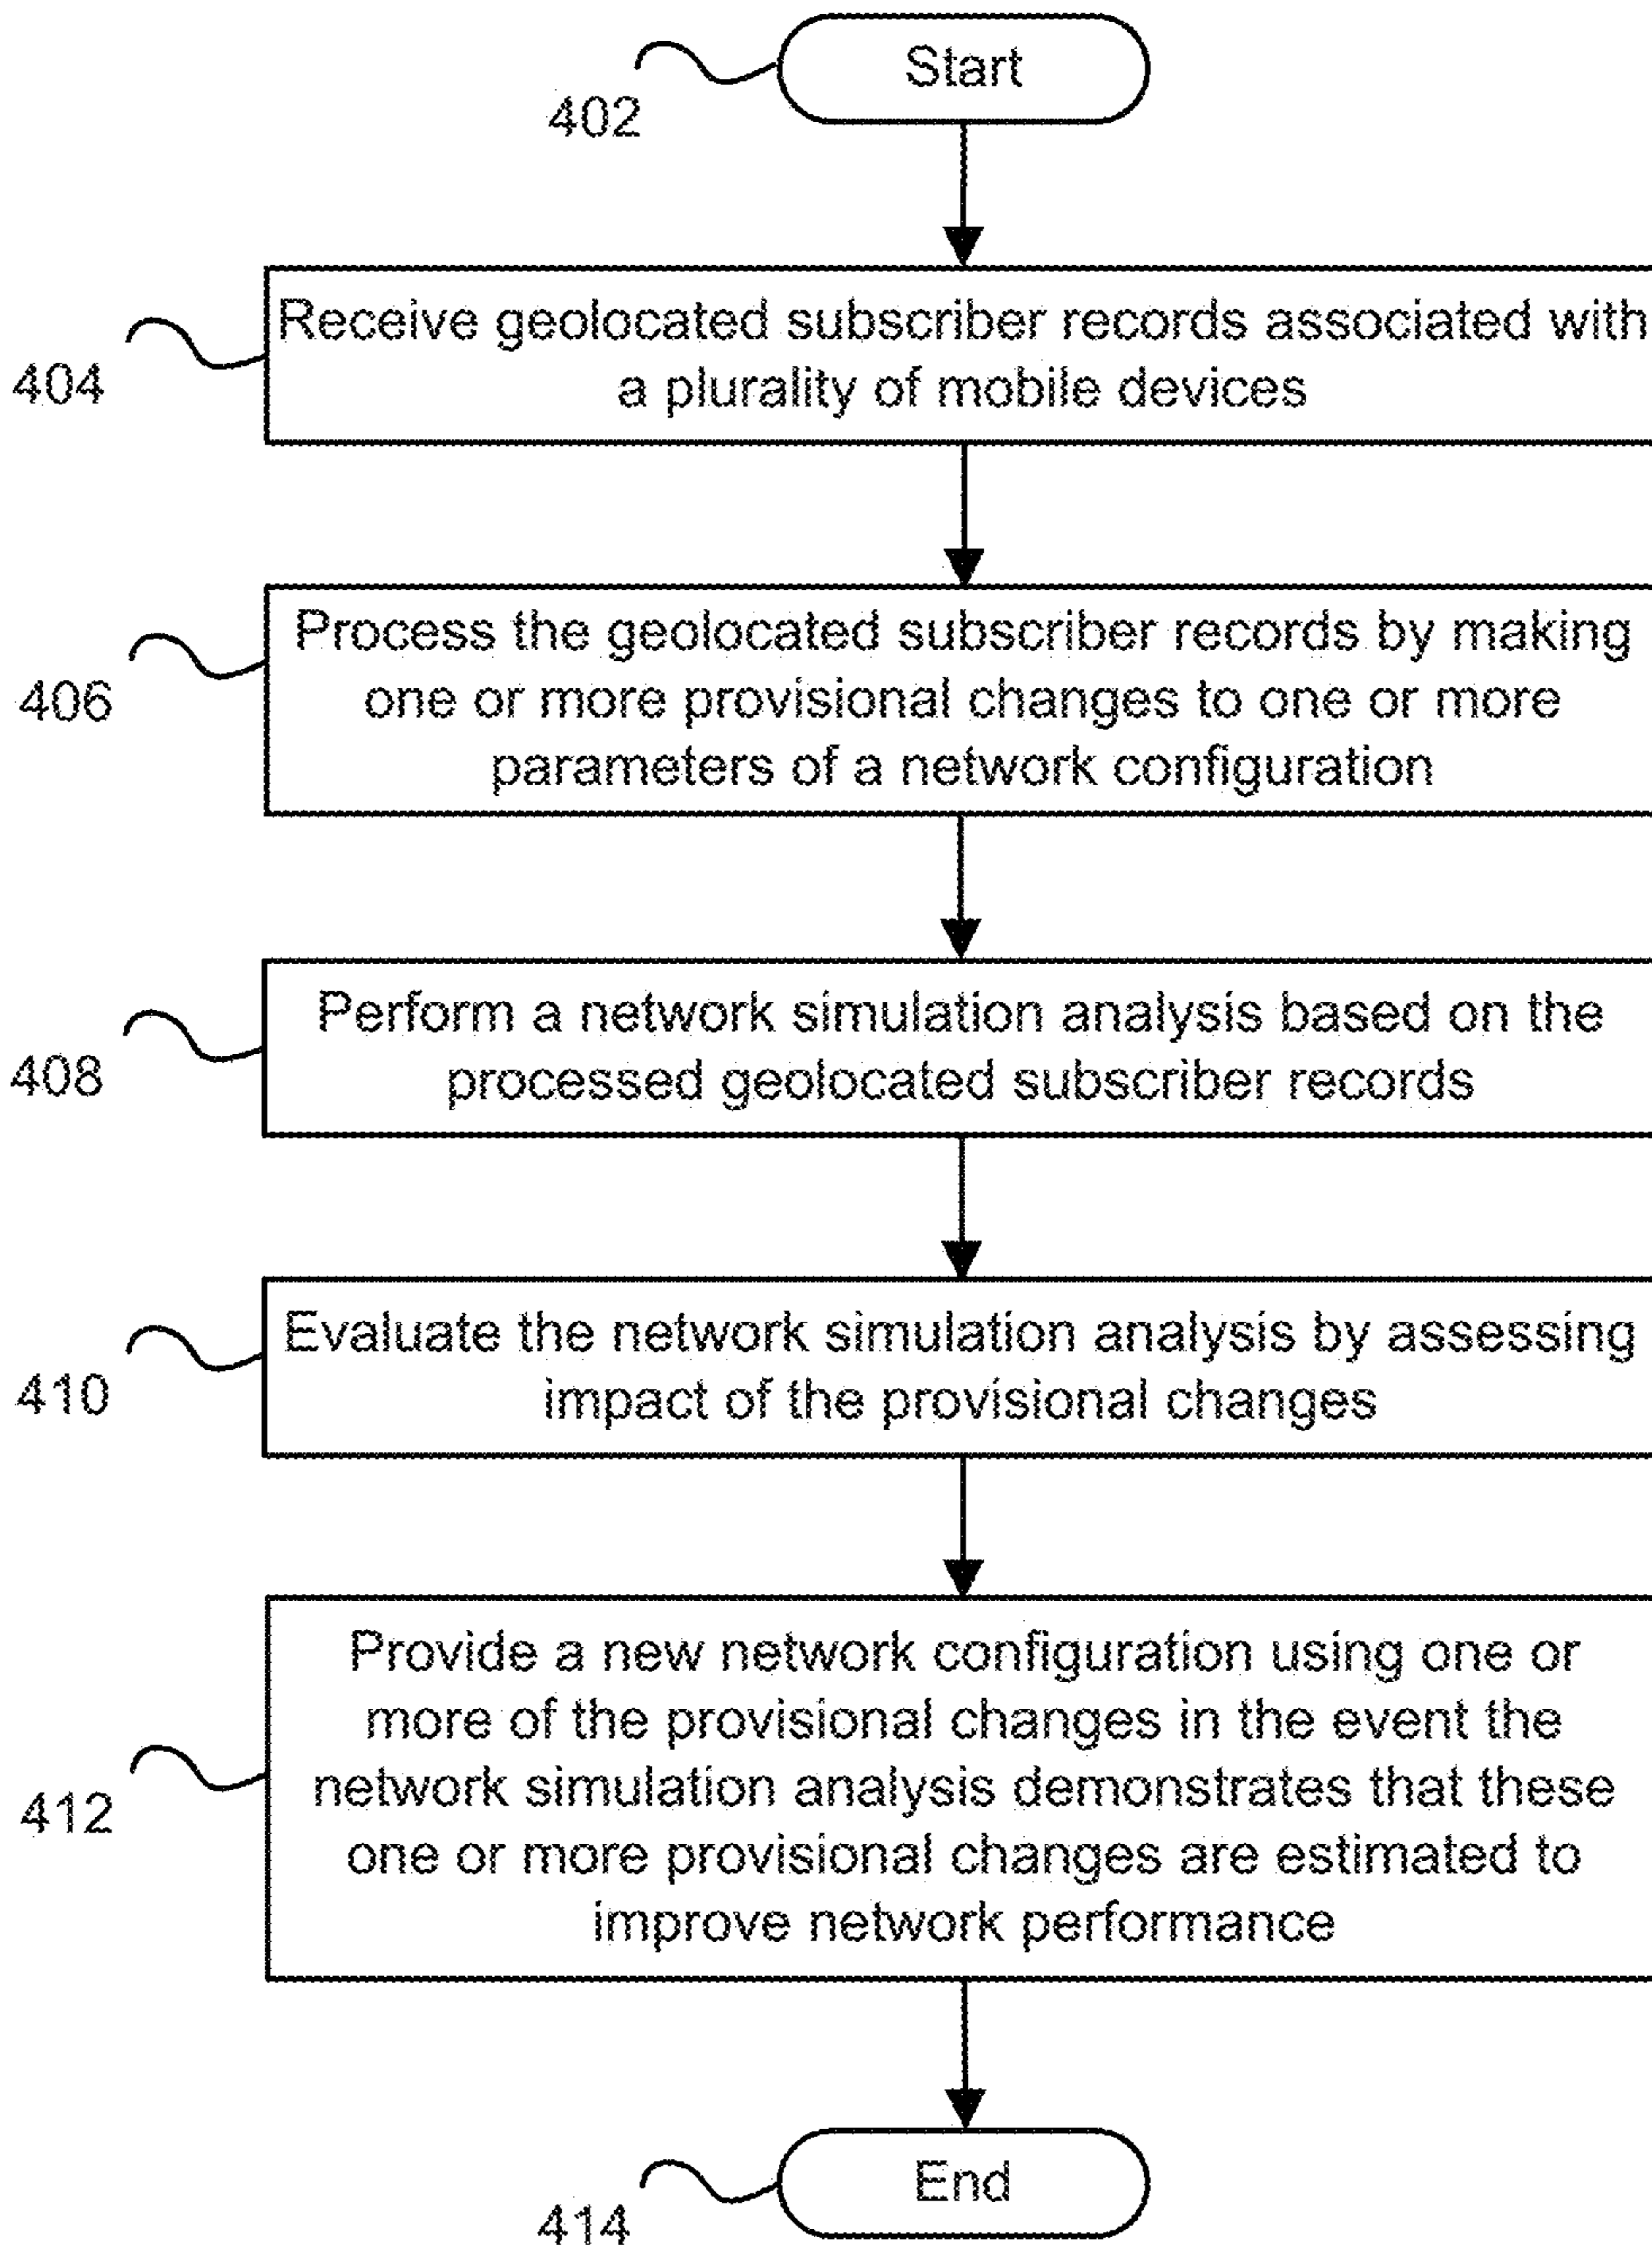 Start
402
Receive geolocated subscriber records associated with
a plurality of mobile devices
404
Process the geolocated subscriber records by making
one or more provisional changes to one or more
parameters of a network configuration
406
Perform a network simulation analysis based on the
processed geolocated subscriber records
408
Evaluate the network simulation analysis by assessing
impact of the provisional changes
410
Provide a new network configuration using one or
more of the provisional changes in the event the
network simulation analysis demonstrates that these
one or more provisional changes are estimated to
improve network performance
412
End
414